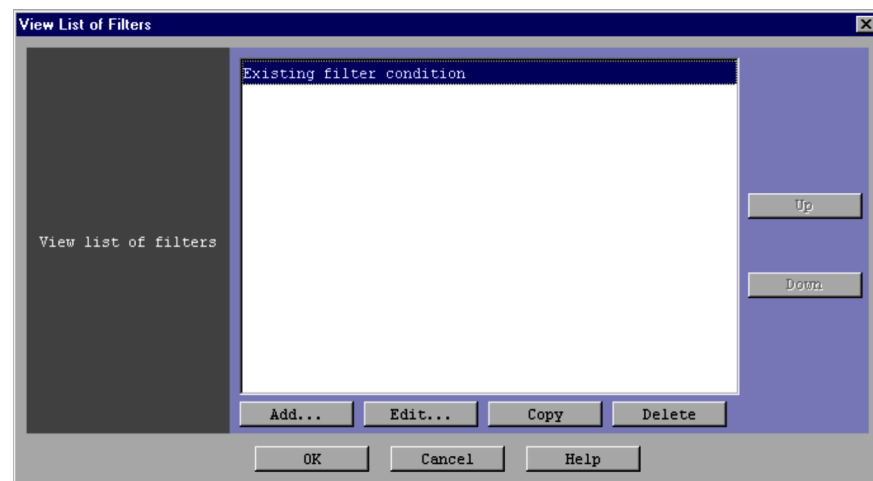 View List of Filters
Existing filter condition
Up
View list of filters
Down
Add... Edit... Copy Delete
OK Cancel Help